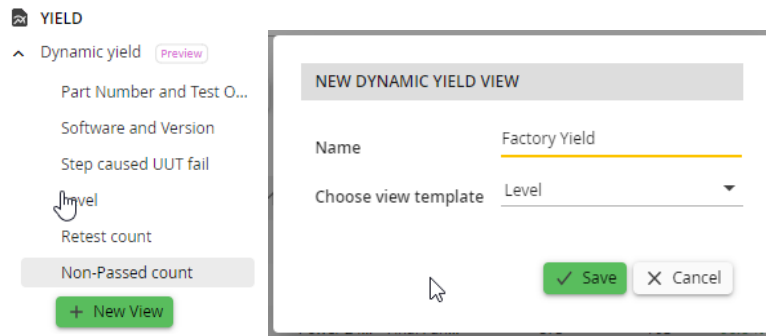 YIELD
Dynamic yield Preview
Part Number and Test O...
Software and Version
Step caused UUT fail
vel
Retest count
Non-Passed count
+ New View
NEW DYNAMIC YIELD VIEW
Name Factory Yield
Choose view template Level
Save Cancel